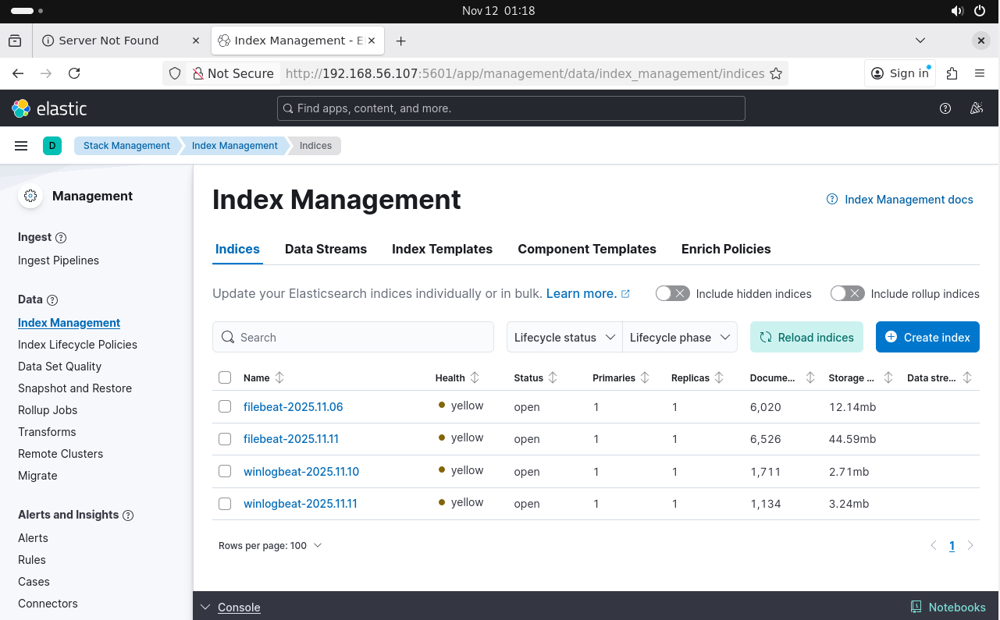 Nov 12 01:18
Server Not Found
Index Management - E
Not Secure http://192.168.56.107:5601/app/management/data/index_management/indices Sign in
elastic Find apps, content, and more.
D Stack Management Index Management Indices
Management
Ingest
Ingest Pipelines
Data
Index Management
Index Lifecycle Policies
Data Set Quality
Snapshot and Restore
Rollup Jobs
Transforms
Remote Clusters
Migrate
Alerts and Insights
Alerts
Rules
Cases
Connectors
Index Management
Index Management docs
Indices Data Streams Index Templates Component Templates Enrich Policies
Update your Elasticsearch indices individually or in bulk. Learn more. Include hidden indices Include rollup indices
Search Lifecycle status Lifecycle phase Reload indices Create index
Name Health Status Primaries Replicas Docume... Storage ... Data stre...
filebeat-2025.11.06 yellow open 1 1 6,020 12.14mb
filebeat-2025.11.11 yellow open 1 1 6,526 44.59mb
winlogbeat-2025.11.10 yellow open 1 1 1,711 2.71mb
winlogbeat-2025.11.11 yellow open 1 1 1,134 3.24mb
Rows per page: 100 1
Console Notebooks